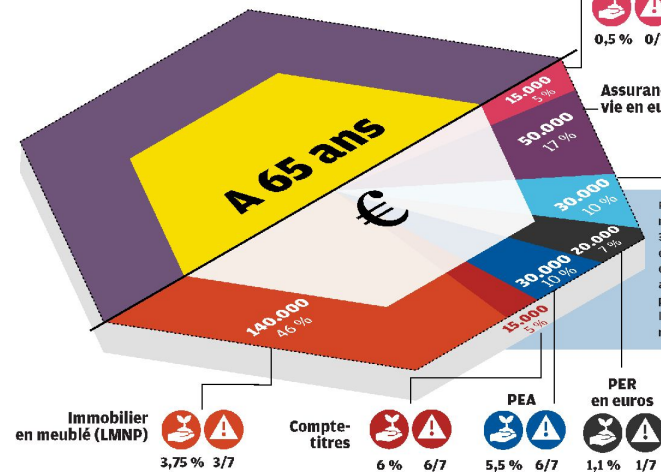 0,5 %
A 65 ans
€
15.000
5 %
50.000
17 %
30.000
10 %
20.000
7 %
30.000
10 %
15.000
5 %
140.000
46 %
vie en eu
Immobilier
en meublé (LMNP)
3,75 % 3/7
Compte-
titres
6 % 6/7
PEA
5,5 % 6/7
PER
en euros
1,1 % 1/7